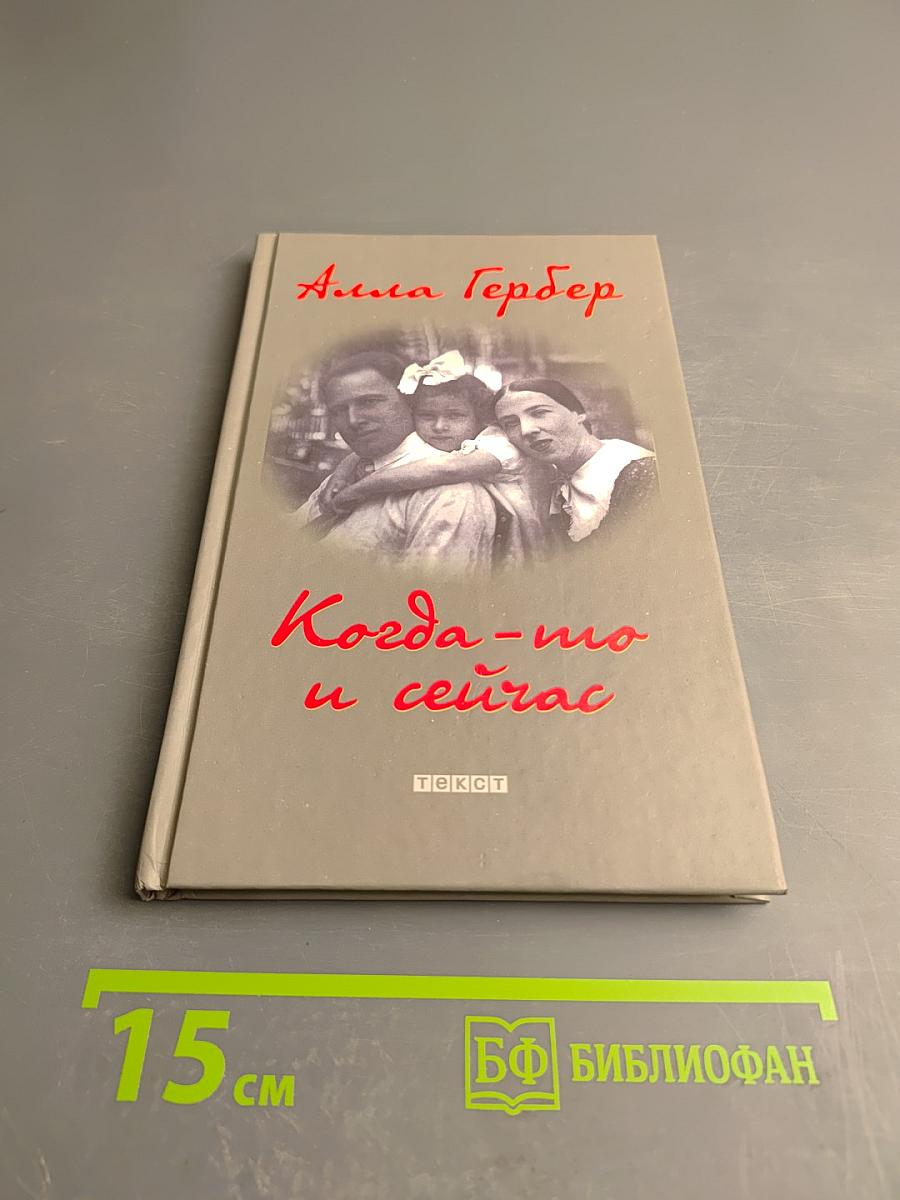 Алла Гербер
Когда-то
и сейчас
текст
15 см
БФ БИБЛИОФАН